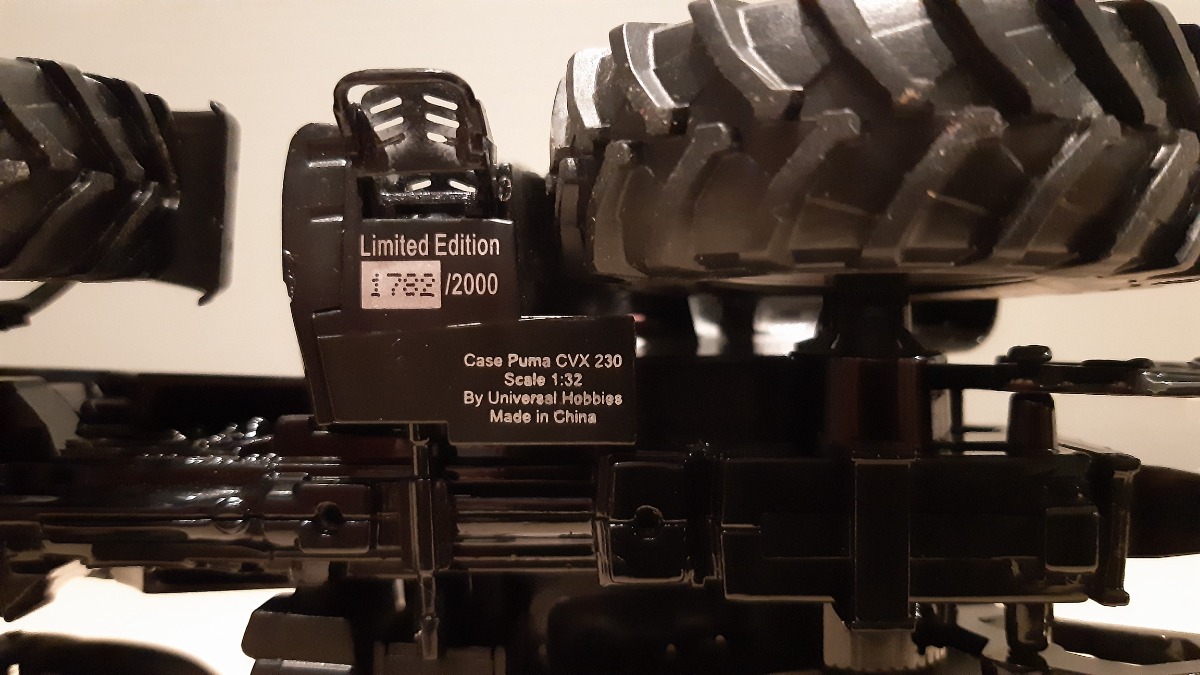 Limited Edition
1782/2000
Case Puma CVX 230
Scale 1:32
By Universal Hobbies
Made in China